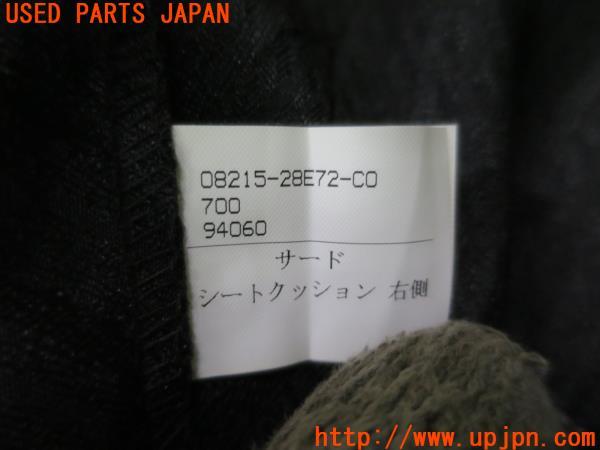 USED PARTS JAPAN
08215-28E72-C0
700
94060
サード
シートクッション 右側
http://www.upjpn.com